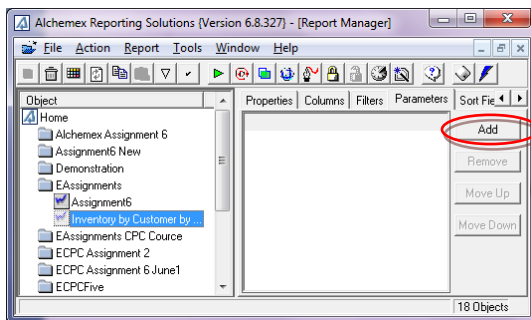 Alchemex Reporting Solutions {Version 6.8.327} - [Report Manager]
File Action Report Tools Window Help
Object
Properties Columns Filters Parameters Sort Fie
Home
Alchemex Assignment 6
Assignment6 New
Demonstration
EAssignments
Assignment6
Inventory by Customer by ...
EAssignments CPC Cource
ECPC Assignment 2
ECPC Assignment 6 June1
ECPCFive
Add
Remove
Move Up
Move Down
18 Objects